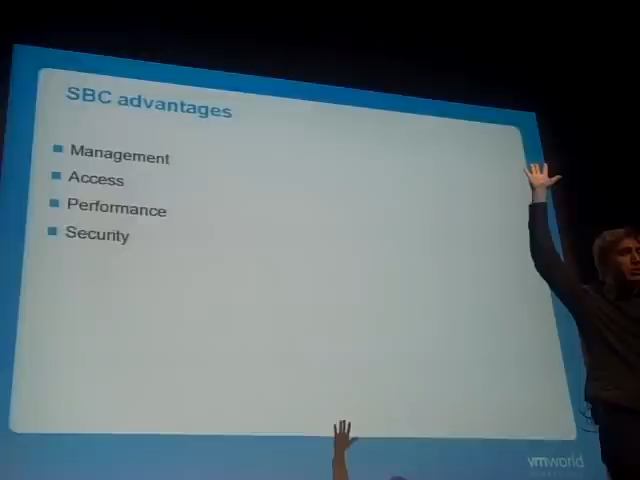 SBC advantages
Management
Access
Performance
Security
vmworld